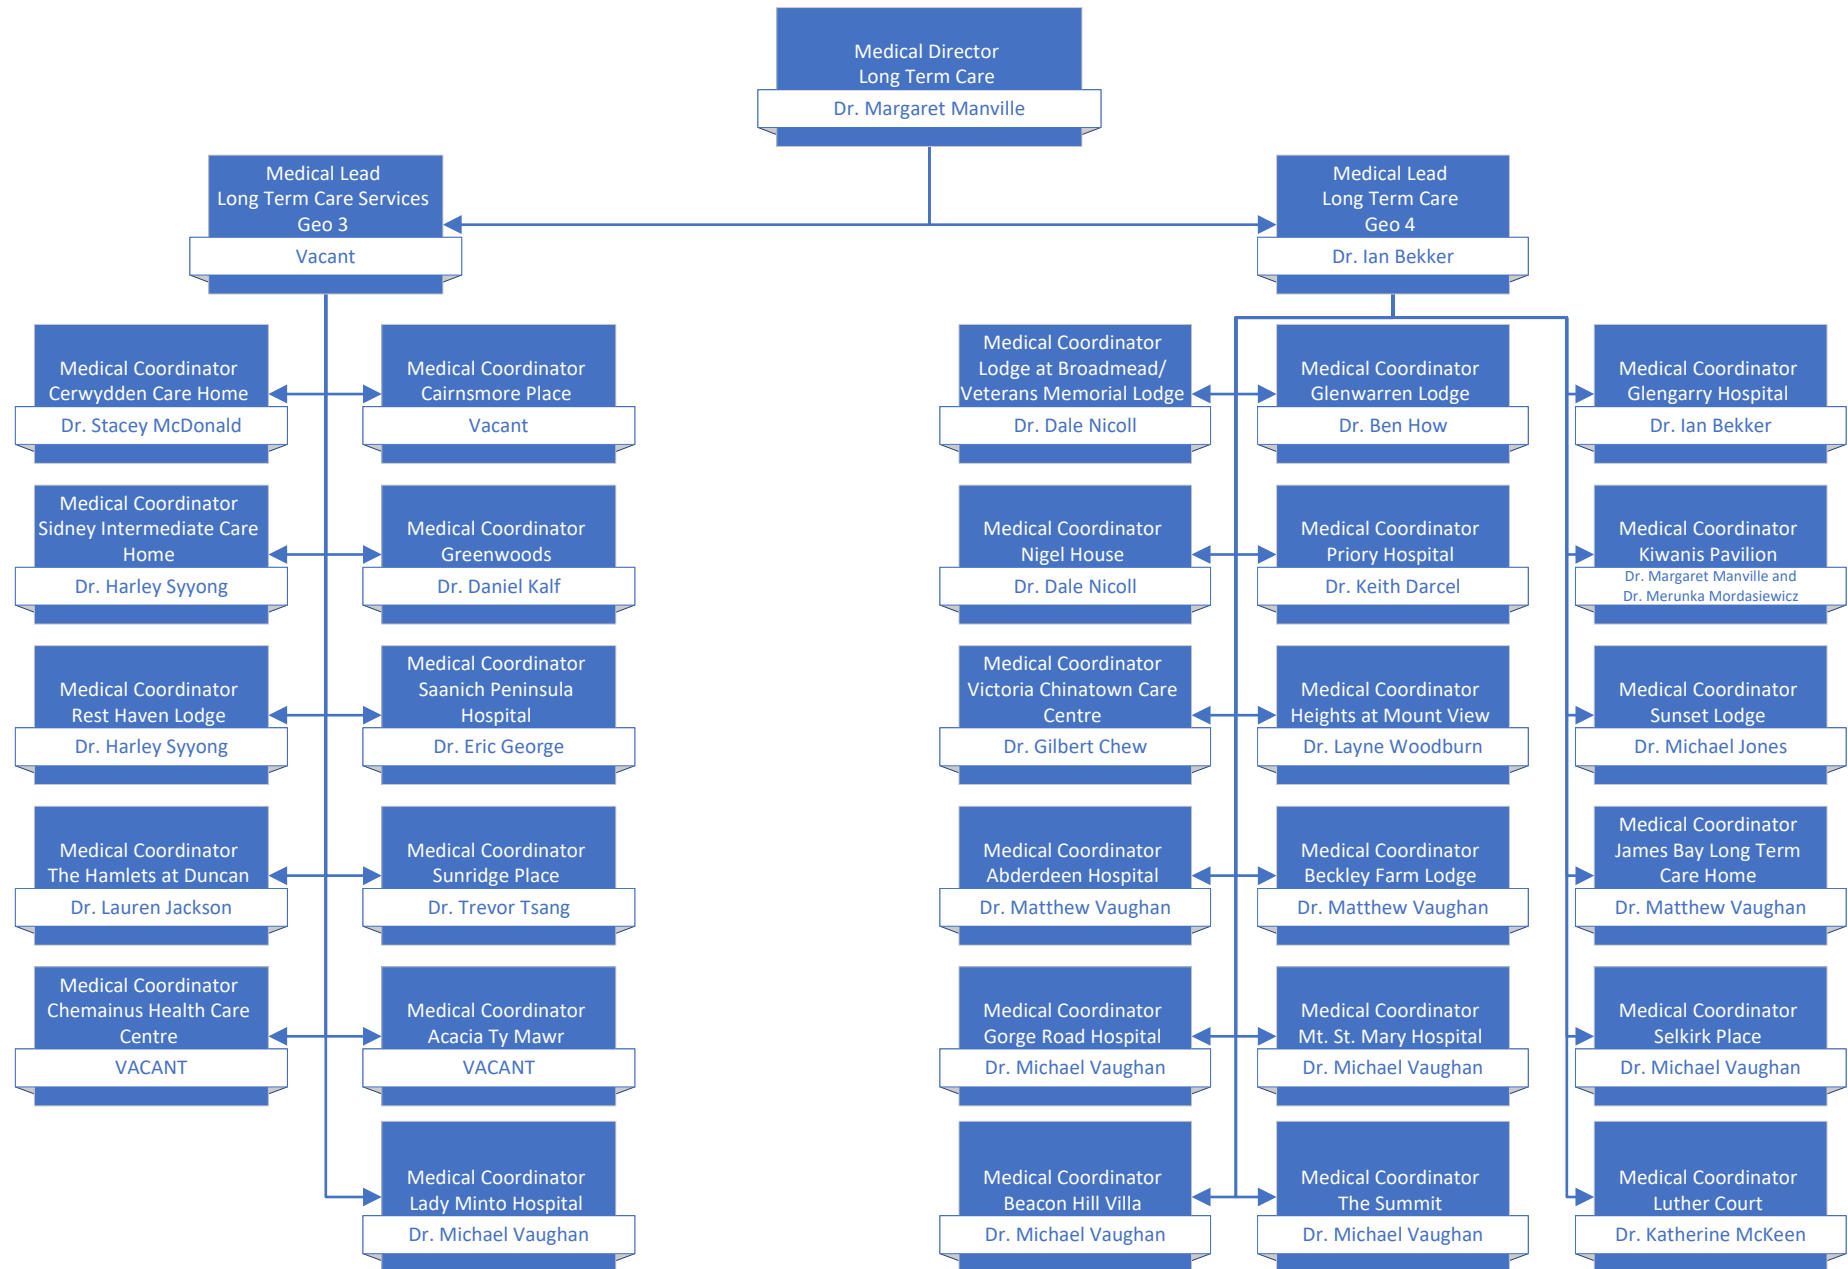 Medical Director
Long Term Care
Dr. Margaret Manville
Medical Lead
Long Term Care Services
Geo 3
Vacant
Medical Lead
Long Term Care
Geo 4
Dr. Ian Bekker
Medical Coordinator
Cerwydden Care Home
Dr. Stacey McDonald
Medical Coordinator
Cairnsmore Place
Vacant
Medical Coordinator
Lodge at Broadmead/
Veterans Memorial Lodge
Dr. Dale Nicoll
Medical Coordinator
Glenwarren Lodge
Dr. Ben How
Medical Coordinator
Glengarry Hospital
Dr. Ian Bekker
Medical Coordinator
Sidney Intermediate Care
Home
Dr. Harley Syyong
Medical Coordinator
Greenwoods
Dr. Daniel Kalf
Medical Coordinator
Nigel House
Dr. Dale Nicoll
Medical Coordinator
Priory Hospital
Dr. Keith Darcel
Medical Coordinator
Kiwanis Pavilion
Dr. Margaret Manville and
Dr. Merunka Mordasiewicz
Medical Coordinator
Rest Haven Lodge
Dr. Harley Syyong
Medical Coordinator
Saanich Peninsula
Hospital
Dr. Eric George
Medical Coordinator
Victoria Chinatown Care
Centre
Dr. Gilbert Chew
Medical Coordinator
Heights at Mount View
Dr. Layne Woodburn
Medical Coordinator
Sunset Lodge
Dr. Michael Jones
Medical Coordinator
The Hamlets at Duncan
Dr. Lauren Jackson
Medical Coordinator
Sunridge Place
Dr. Trevor Tsang
Medical Coordinator
Abderdeen Hospital
Dr. Matthew Vaughan
Medical Coordinator
Beckley Farm Lodge
Dr. Matthew Vaughan
Medical Coordinator
James Bay Long Term
Care Home
Dr. Matthew Vaughan
Medical Coordinator
Chemainus Health Care
Centre
VACANT
Medical Coordinator
Acacia Ty Mawr
VACANT
Medical Coordinator
Gorge Road Hospital
Dr. Michael Vaughan
Medical Coordinator
Mt. St. Mary Hospital
Dr. Michael Vaughan
Medical Coordinator
Selkirk Place
Dr. Michael Vaughan
Medical Coordinator
Lady Minto Hospital
Dr. Michael Vaughan
Medical Coordinator
Beacon Hill Villa
Dr. Michael Vaughan
Medical Coordinator
The Summit
Dr. Michael Vaughan
Medical Coordinator
Luther Court
Dr. Katherine McKeen